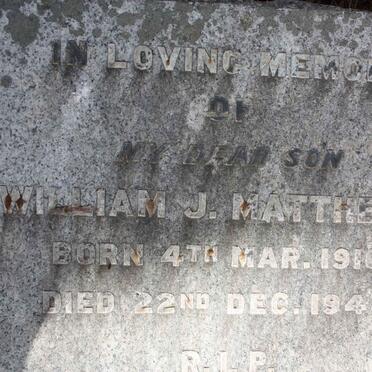 IN LOVING MEMO
OF
MY DEAR SON
WILLIAM J. MATTHE
BORN 4TH MAR. 191
DIED 22ND DEC. 194
R.I.P.